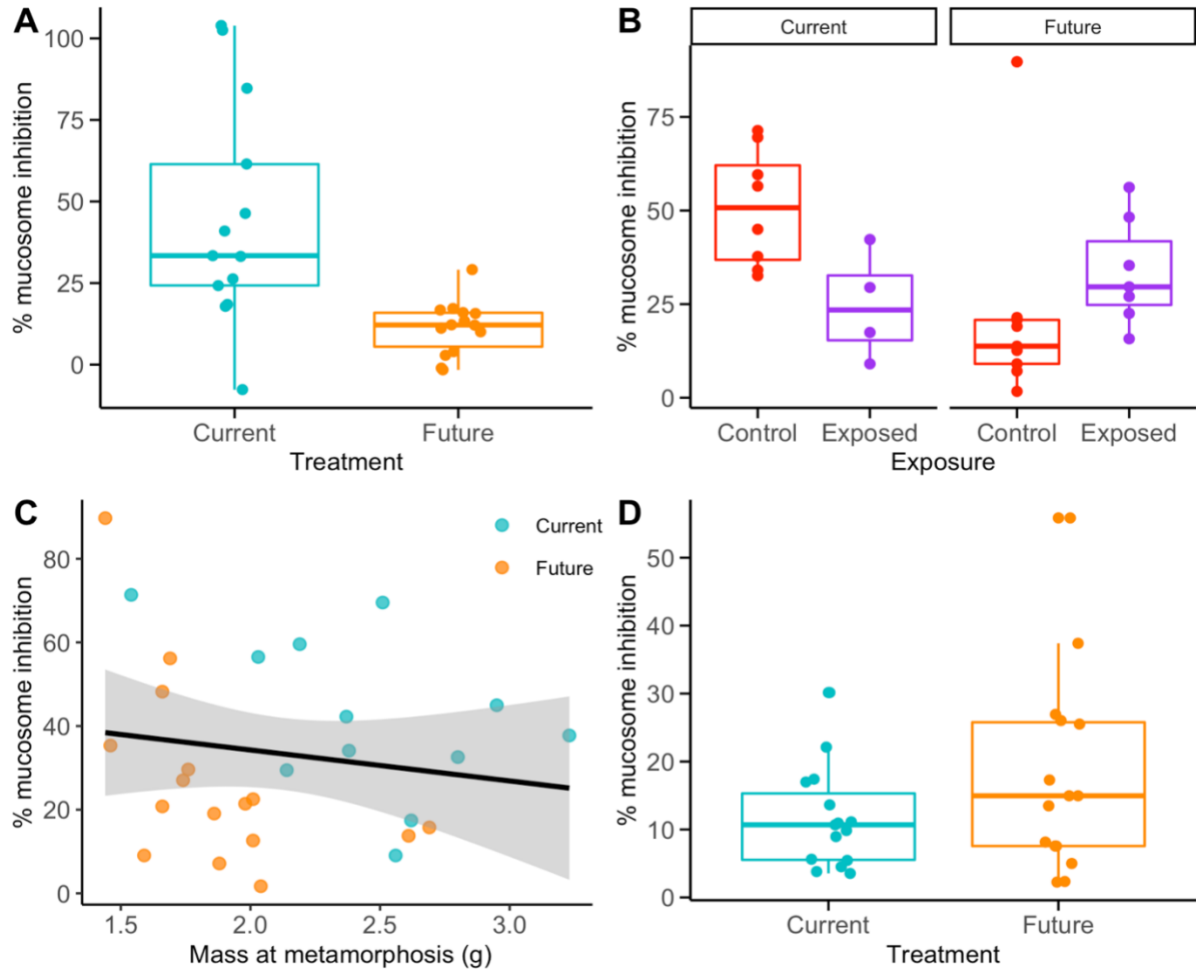 A
% mucosome inhibition
100
75
50
25
0
Current
Future
Treatment
B
Current
Future
% mucosome inhibition
75
50
25
0
Control
Exposed
Control
Exposed
Exposure
C
% mucosome inhibition
80
60
40
20
0
Current
Future
1.5
2.0
2.5
3.0
Mass at metamorphosis (g)
D
% mucosome inhibition
50
40
30
20
10
0
Current
Future
Treatment